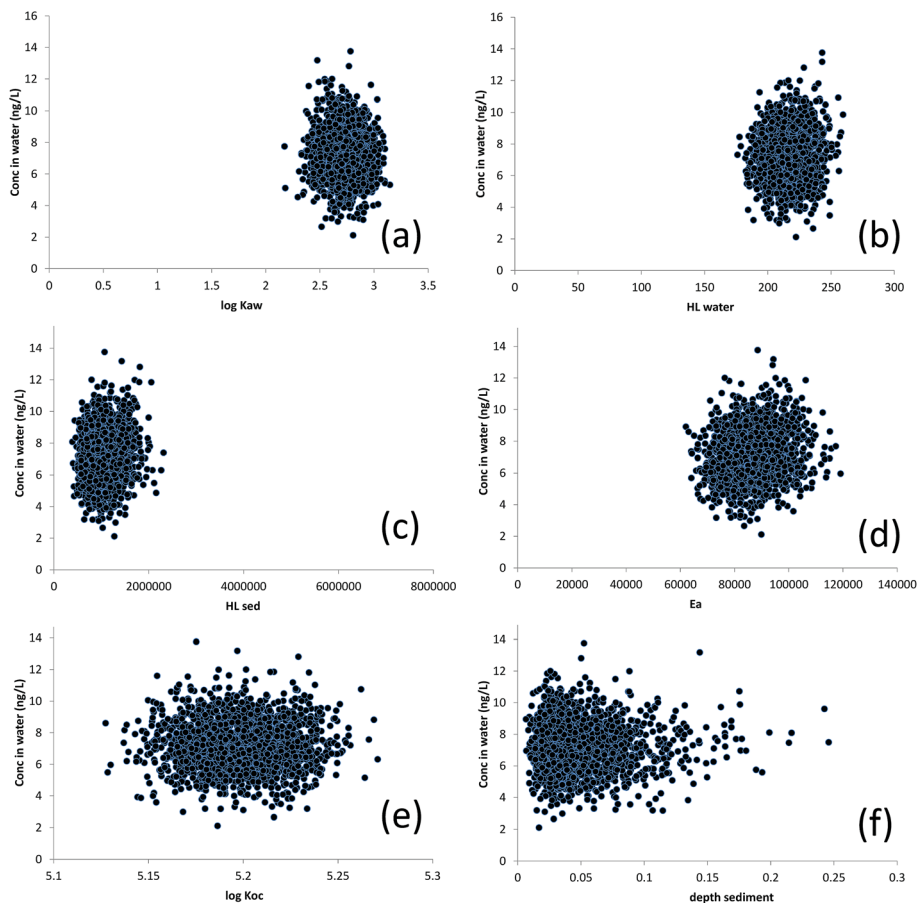 16
14
12
10
8
6
4
2
0
Conc in water (ng/L)
0 0.5 1 1.5 2 2.5 3 3.5
log Kaw
(a)
16
14
12
10
8
6
4
2
0
Conc in water (ng/L)
0 50 100 150 200 250 300
HL water
(b)
16
14
12
10
8
6
4
2
0
Conc in water (ng/L)
0 2000000 4000000 6000000 8000000
HL sed
(c)
16
14
12
10
8
6
4
2
0
Conc in water (ng/L)
0 20000 40000 60000 80000 100000 120000 140000
Ea
(d)
16
14
12
10
8
6
4
2
0
Conc in water (ng/L)
5.1 5.15 5.2 5.25 5.3
log Koc
(e)
16
14
12
10
8
6
4
2
0
Conc in water (ng/L)
0 0.05 0.1 0.15 0.2 0.25 0.3
depth sediment
(f)